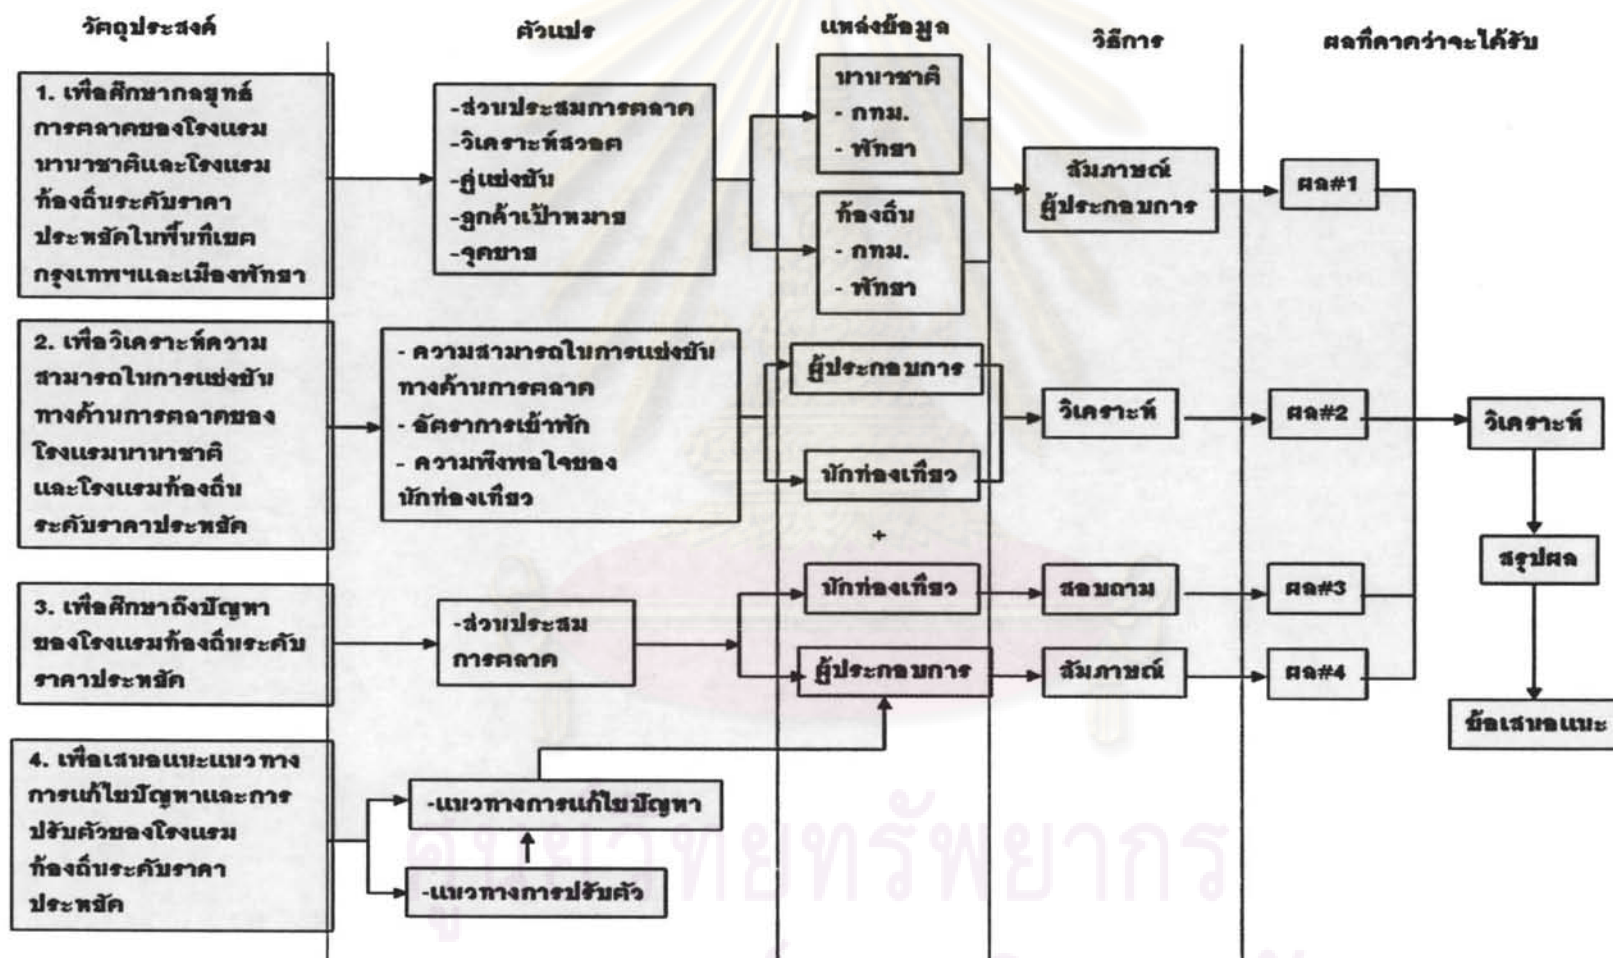 วัตถุประสงค์
ตัวแปร
แหล่งข้อมูล
วิธีการ
ผลที่คาดว่าจะได้รับ
1. เพื่อศึกษากลยุทธ์
การตลาดของโรงแรม
นานาชาติและโรงแรม
ท้องถิ่นระดับราคา
ประหยัดในพื้นที่เขต
กรุงเทพฯและเมืองพัทยา
-ส่วนประสมการตลาด
-วิเคราะห์สวอต
-คู่แข่งขัน
-ลูกค้าเป้าหมาย
-จุดขาย
นานาชาติ
- กทม.
- พัทยา
ท้องถิ่น
- กทม.
- พัทยา
สัมภาษณ์
ผู้ประกอบการ
ผล#1
2. เพื่อวิเคราะห์ความ
สามารถในการแข่งขัน
ทางด้านการตลาดของ
โรงแรมนานาชาติ
และโรงแรมท้องถิ่น
ระดับราคาประหยัด
- ความสามารถในการแข่งขัน
ทางด้านการตลาด
- อัตราการเข้าพัก
- ความพึงพอใจของ
นักท่องเที่ยว
ผู้ประกอบการ
นักท่องเที่ยว
+
วิเคราะห์
ผล#2
วิเคราะห์
สรุปผล
ข้อเสนอแนะ
3. เพื่อศึกษาถึงปัญหา
ของโรงแรมท้องถิ่นระดับ
ราคาประหยัด
-ส่วนประสม
การตลาด
นักท่องเที่ยว
สอบถาม
ผล#3
ผู้ประกอบการ
สัมภาษณ์
ผล#4
4. เพื่อเสนอแนะแนวทาง
การแก้ไขปัญหาและการ
ปรับตัวของโรงแรม
ท้องถิ่นระดับราคา
ประหยัด
-แนวทางการแก้ไขปัญหา
-แนวทางการปรับตัว
ศูนย์วิทยทรัพยากร